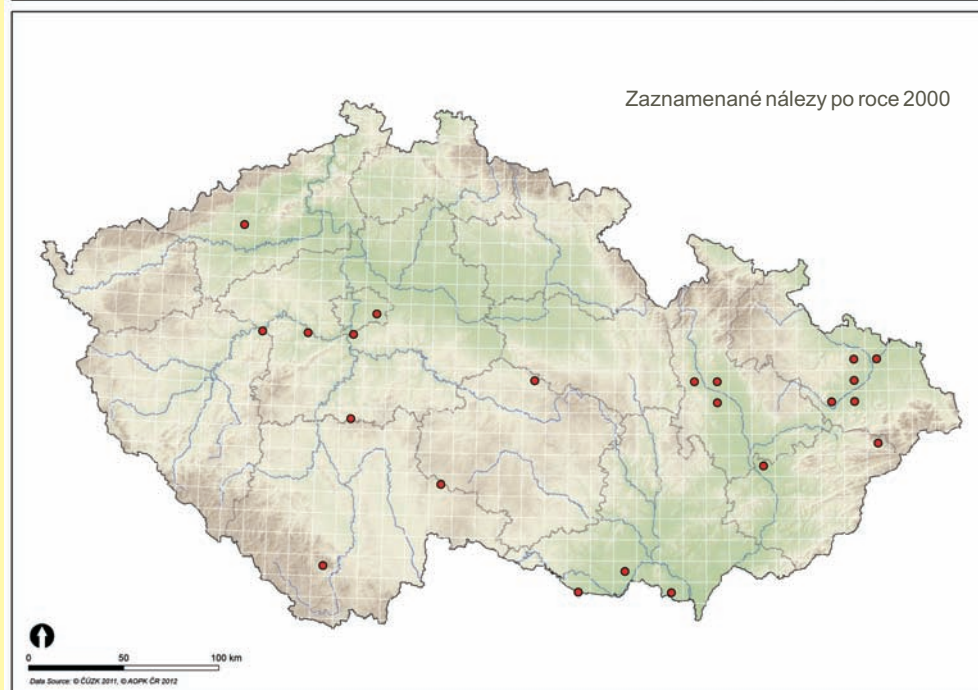 Zaznamenané nálezy po roce 2000
0 50 100 km
Data Source: © ČÚZK 2011, © AOPK ČR 2012